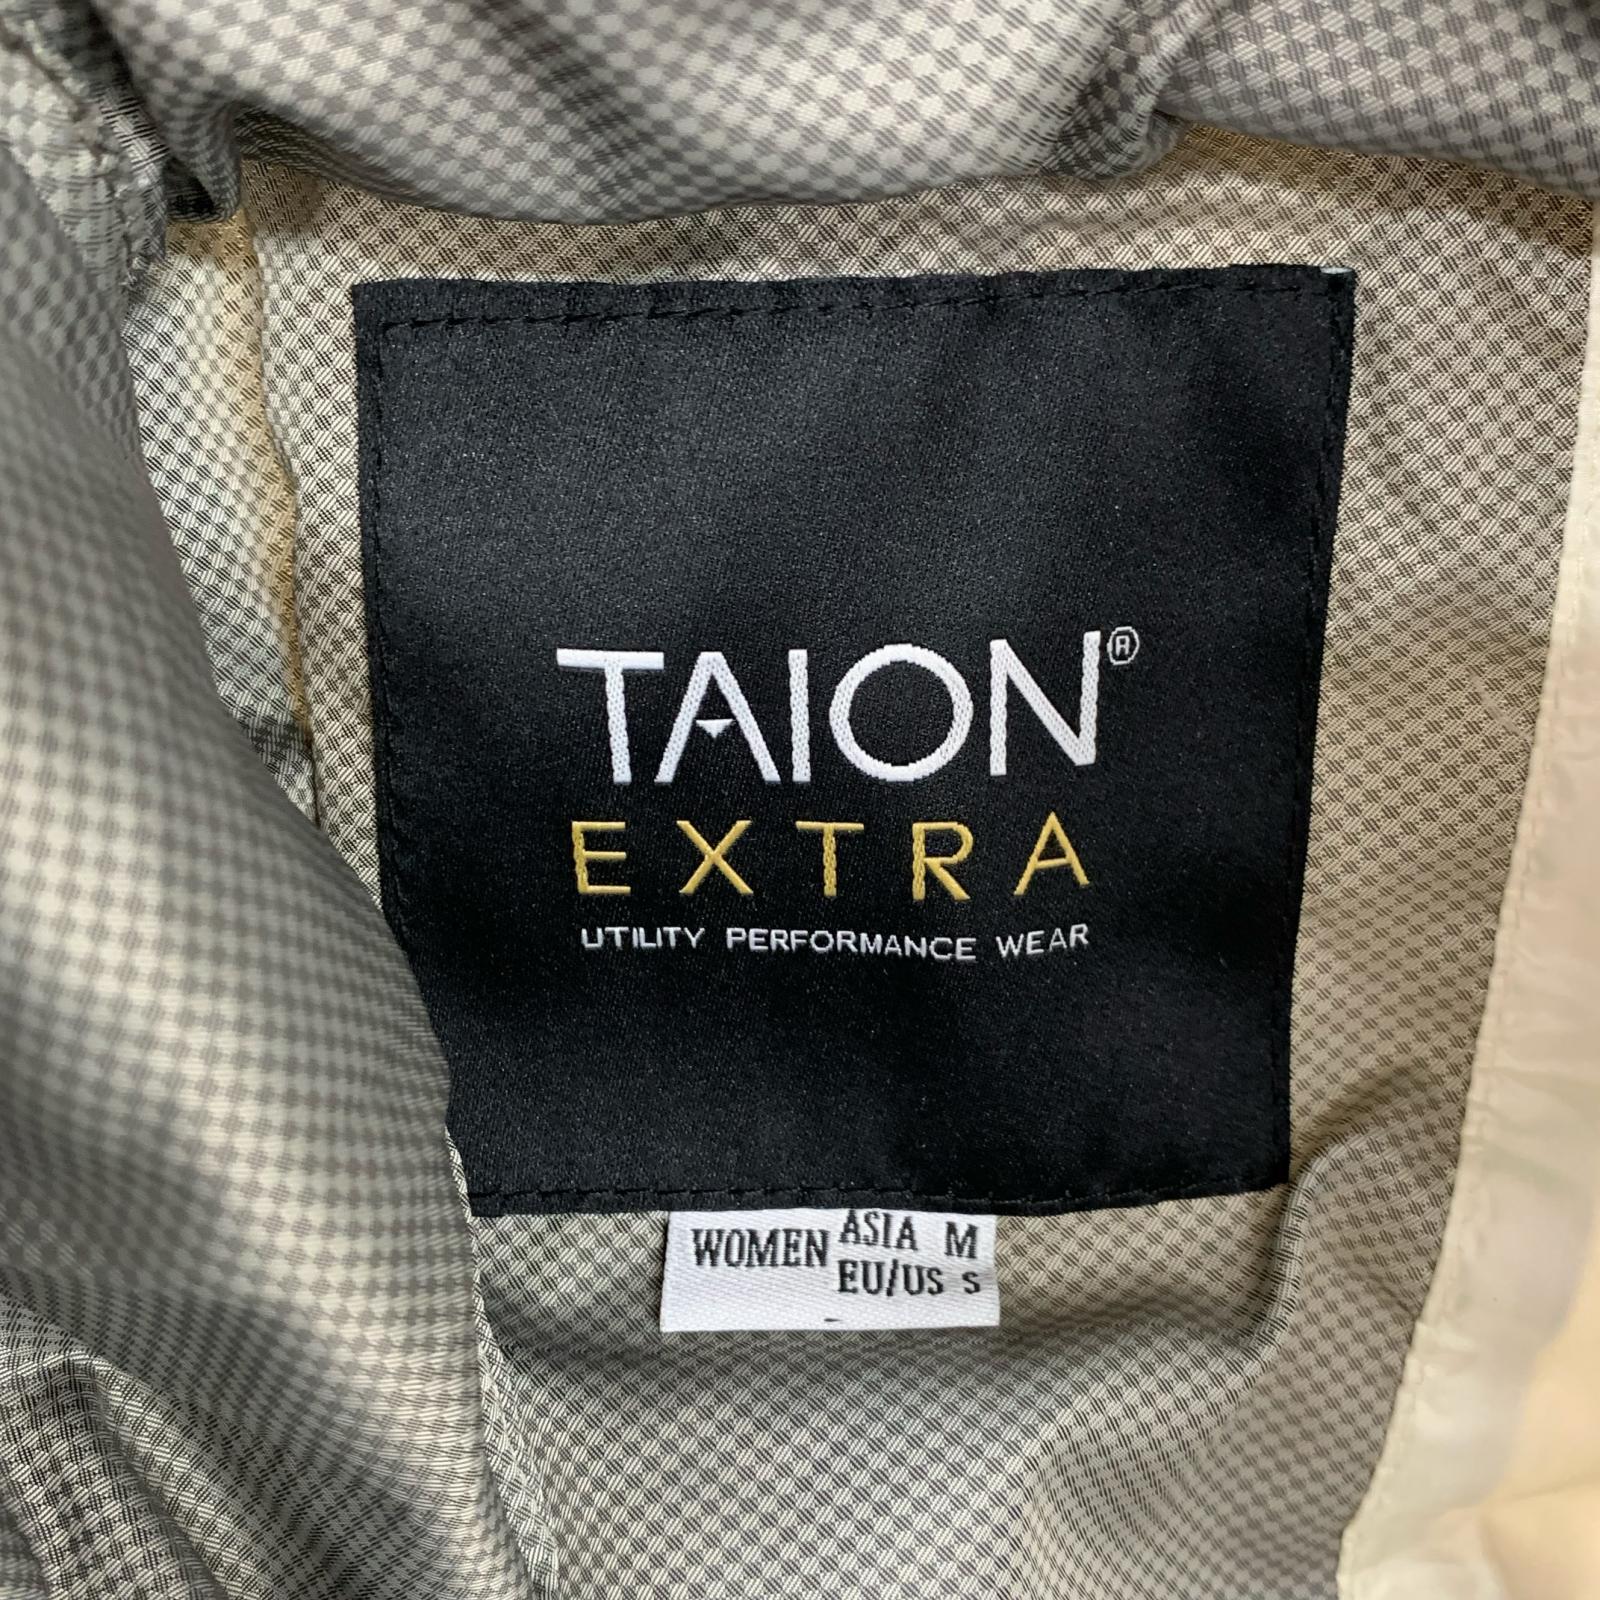 TAION®
EXTRA
UTILITY PERFORMANCE WEAR
WOMEN ASIA M
EU/US S